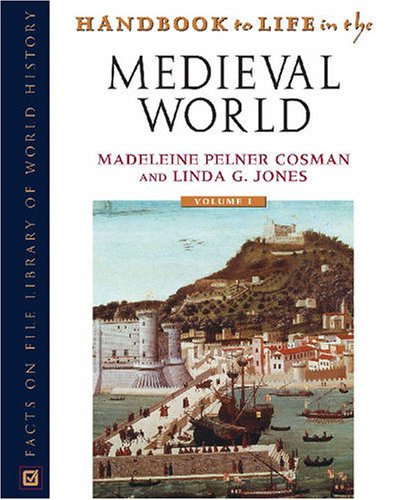 HANDBOOK to LIFE in the
MEDIEVAL
WORLD
MADELEINE PELNER COSMAN
AND LINDA G. JONES
VOLUME I
FACTS ON FILE LIBRARY OF WORLD HISTORY